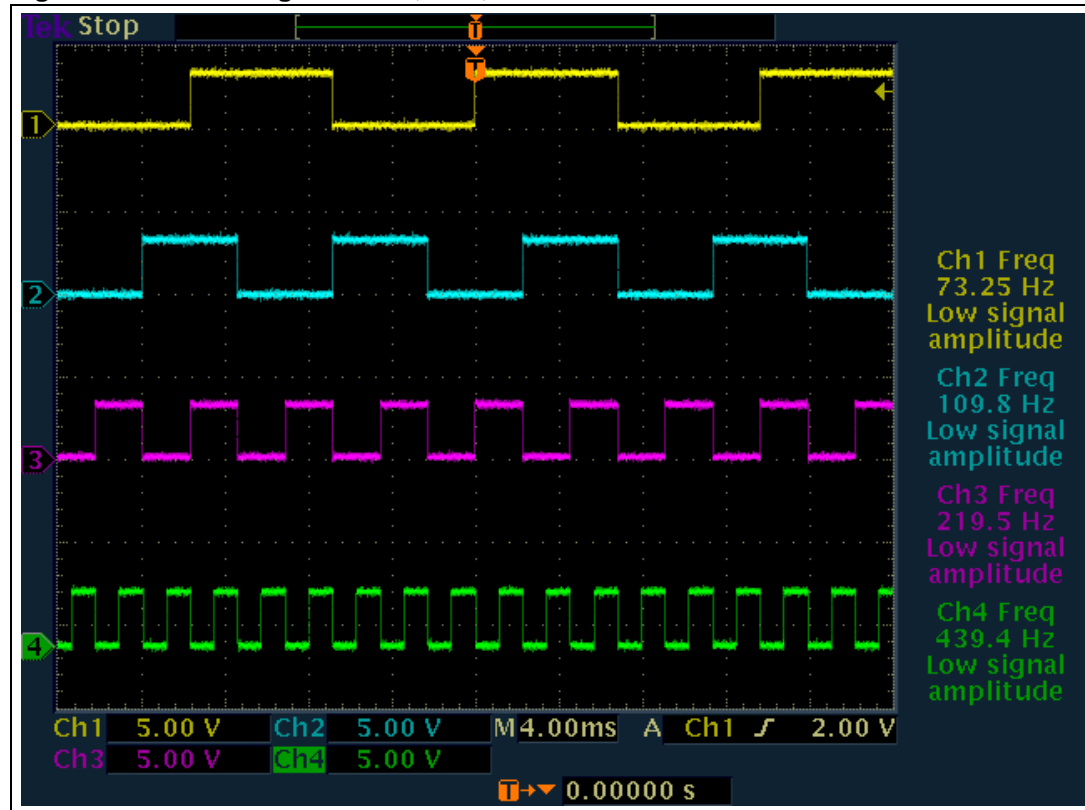 Tek Stop
T
T
1
2
3
4
Ch1 Freq
73.25 Hz
Low signal
amplitude
Ch2 Freq
109.8 Hz
Low signal
amplitude
Ch3 Freq
219.5 Hz
Low signal
amplitude
Ch4 Freq
439.4 Hz
Low signal
amplitude
Ch1 5.00 V Ch2 5.00 V M 4.00ms A Ch1 2.00 V
Ch3 5.00 V Ch4 5.00 V
T 0.00000 s